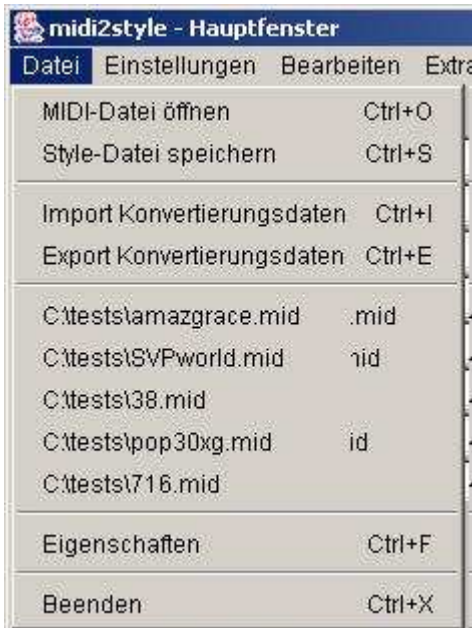 midi2style - Hauptfenster
Datei Einstellungen Bearbeiten Extra
MIDI-Datei öffnen Ctrl+O
Style-Datei speichern Ctrl+S
Import Konvertierungsdaten Ctrl+I
Export Konvertierungsdaten Ctrl+E
C:\tests\amazgrace.mid .mid
C:\tests\SVPworld.mid
C:\tests\38.mid
C:\tests\pop30xg.mid id
C:\tests\716.mid
Eigenschaften Ctrl+F
Beenden Ctrl+X